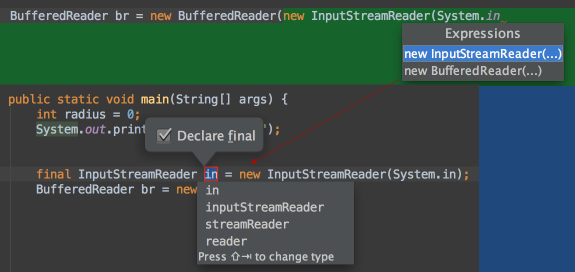 BufferedReader br = new BufferedReader(new InputStreamReader(System.in
Expressions
new InputStreamReader(...)
new BufferedReader(...)
public static void main(String[] args) {
int radius = 0;
System.out.print ");
Declare final
final InputStreamReader in = new InputStreamReader(System.in);
BufferedReader br = new
in
inputStreamReader
streamReader
reader
Press ⇧⇥ to change type